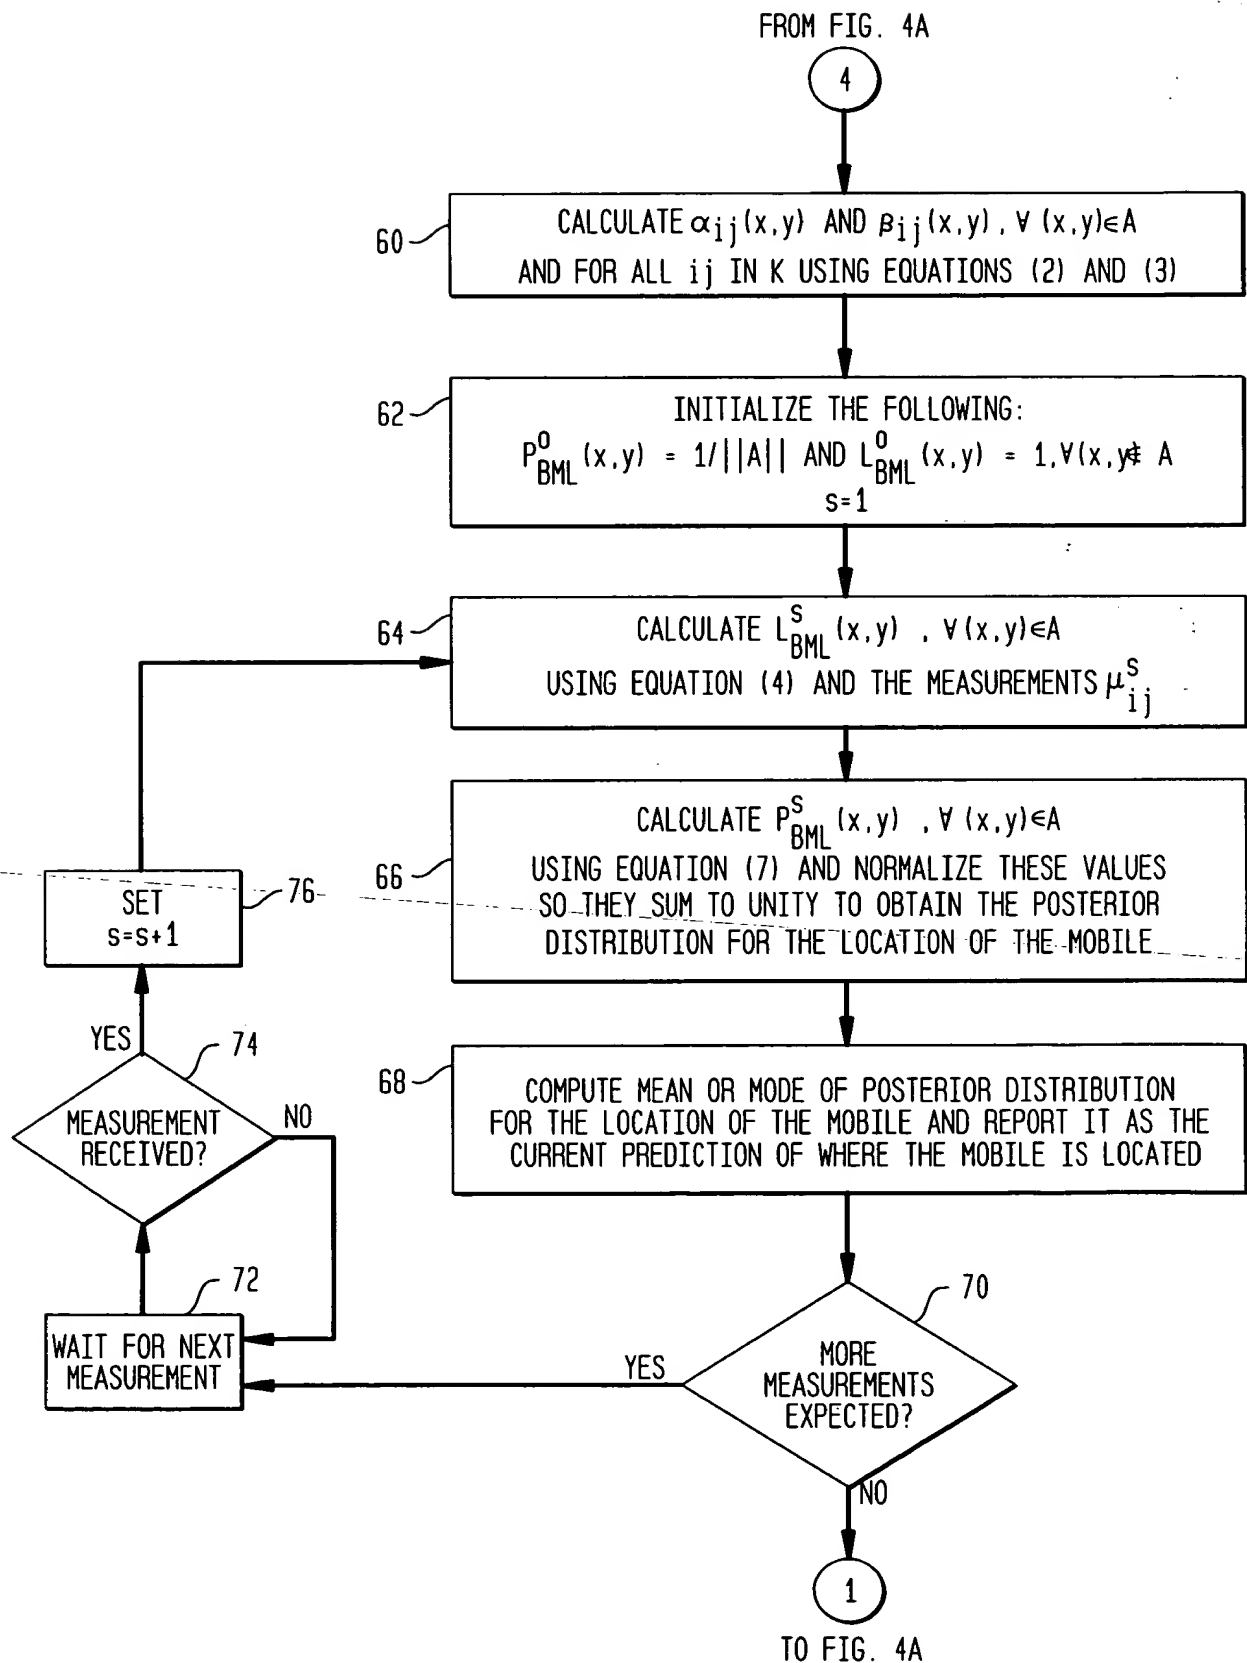 FROM FIG. 4A
4
60
CALCULATE αij(x,y) AND βij(x,y), ∀ (x,y)∈A
AND FOR ALL ij IN K USING EQUATIONS (2) AND (3)
62
INITIALIZE THE FOLLOWING:
P⁰BML (x,y) = 1/||A|| AND L⁰BML (x,y) = 1,∀(x,y∉ A
s=1
64
CALCULATE LˢBML (x,y) , ∀(x,y)∈A
USING EQUATION (4) AND THE MEASUREMENTS μˢij
66
CALCULATE PˢBML (x,y) , ∀ (x,y)∈A
USING EQUATION (7) AND NORMALIZE THESE VALUES
SO THEY SUM TO UNITY TO OBTAIN THE POSTERIOR
DISTRIBUTION FOR THE LOCATION OF THE MOBILE
76
SET
s=s+1
YES
74
MEASUREMENT
RECEIVED?
NO
68
COMPUTE MEAN OR MODE OF POSTERIOR DISTRIBUTION
FOR THE LOCATION OF THE MOBILE AND REPORT IT AS THE
CURRENT PREDICTION OF WHERE THE MOBILE IS LOCATED
72
WAIT FOR NEXT
MEASUREMENT
70
YES
MORE
MEASUREMENTS
EXPECTED?
NO
1
TO FIG. 4A